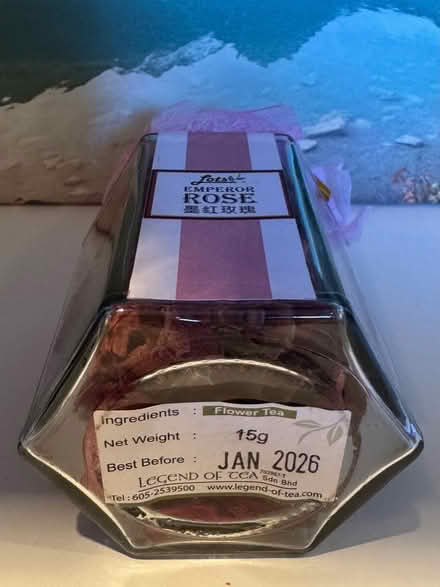 Lots
EMPEROR
ROSE
墨红玫瑰
Ingredients : Flower Tea
Net Weight : 15g
Best Before : JAN 2026
LEGEND OF TEA Sdn Bhd
Tel : 605-2539500 www.legend-of-tea.com